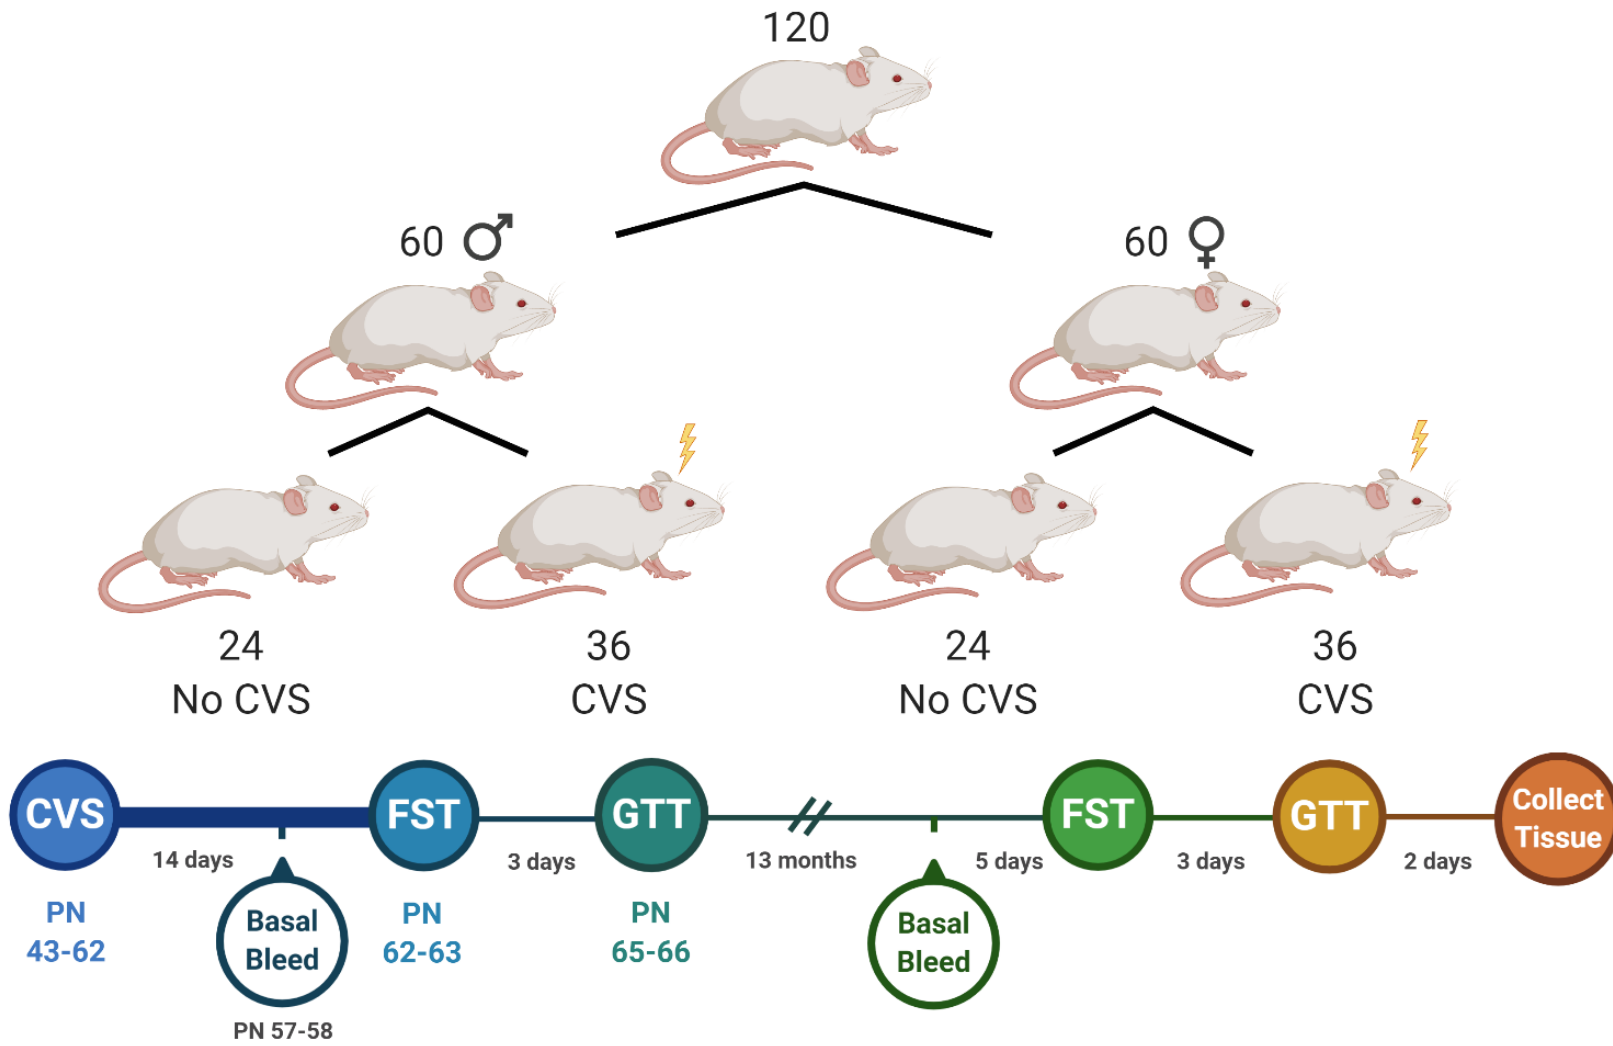 120
60 ♂
60 ♀
24
No CVS
36
CVS
24
No CVS
36
CVS
CVS
FST
GTT
FST
GTT
Collect
Tissue
14 days
3 days
13 months
5 days
3 days
2 days
PN
43-62
Basal
Bleed
PN 57-58
PN
62-63
PN
65-66
Basal
Bleed